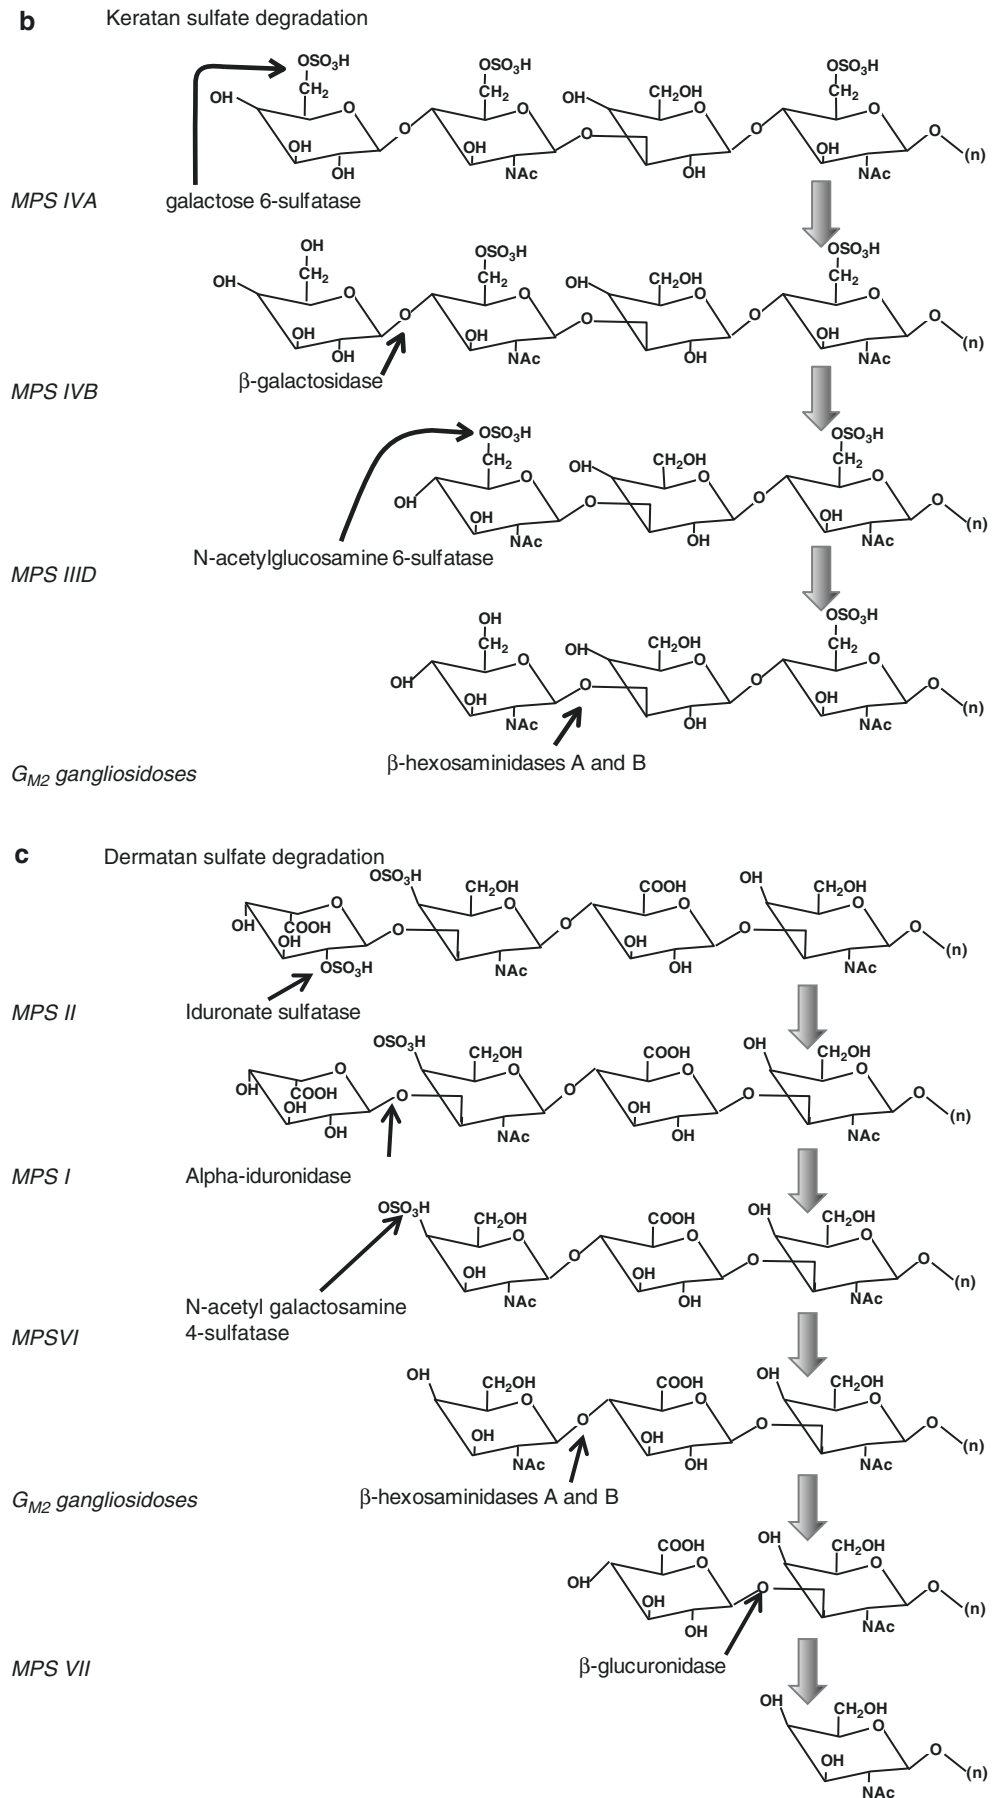 b Keratan sulfate degradation
OSO3H OSO3H OSO3H
CH2 CH2 CH2OH CH2
OH O O OH O O
O O O O
OH OH OH (n)
OH NAc OH NAc
MPS IVA galactose 6-sulfatase
OH OSO3H OSO3H
CH2 CH2 CH2OH CH2
OH O O OH O O
O O O O
OH OH OH (n)
OH NAc OH NAc
β-galactosidase
MPS IVB
OSO3H OSO3H
CH2 OH CH2OH CH2
O O O
OH O O O
OH OH (n)
NAc OH NAc
N-acetylglucosamine 6-sulfatase
MPS IIID
OH OSO3H
CH2 OH CH2OH CH2
O O O
OH O O O
OH OH (n)
NAc OH NAc
β-hexosaminidases A and B
GM2 gangliosidoses
c Dermatan sulfate degradation
OSO3H CH2OH COOH OH CH2OH
O O O O
OH COOH O O O O
OH OH OH (n)
OSO3H NAc OH NAc
MPS II Iduronate sulfatase
OSO3H CH2OH COOH OH CH2OH
O O O O
OH COOH O O O O
OH OH OH (n)
OH NAc OH NAc
MPS I Alpha-iduronidase
OSO3H CH2OH COOH OH CH2OH
O O O
O O O
OH OH (n)
NAc OH NAc
N-acetyl galactosamine
4-sulfatase
MPSVI
OH CH2OH COOH OH CH2OH
O O O
O O O
OH OH (n)
NAc OH NAc
GM2 gangliosidoses β-hexosaminidases A and B
COOH OH CH2OH
O O
OH O O
OH (n)
OH NAc
MPS VII β-glucuronidase
OH CH2OH
O
O
OH (n)
NAc